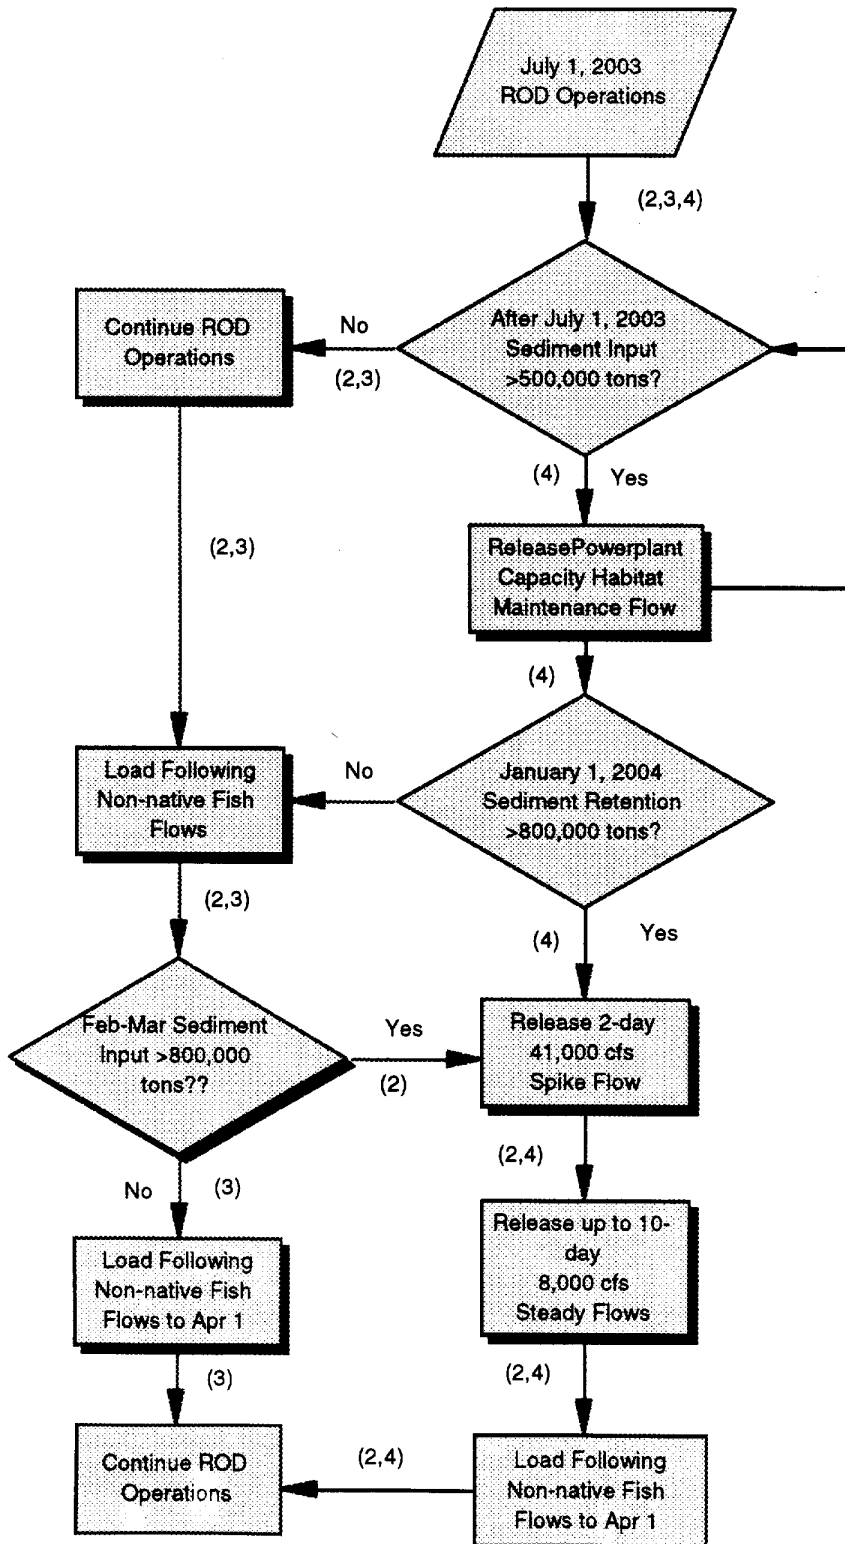 July 1, 2003
ROD Operations
(2,3,4)
After July 1, 2003
Sediment Input
>500,000 tons?
No
(2,3)
Continue ROD
Operations
(4)
Yes
(2,3)
ReleasePowerplant
Capacity Habitat
Maintenance Flow
(4)
January 1, 2004
Sediment Retention
>800,000 tons?
No
Load Following
Non-native Fish
Flows
(2,3)
(4)
Yes
Feb-Mar Sediment
Input >800,000
tons??
Yes
(2)
Release 2-day
41,000 cfs
Spike Flow
(2,4)
No
(3)
Release up to 10-
day
8,000 cfs
Steady Flows
Load Following
Non-native Fish
Flows to Apr 1
(3)
(2,4)
Continue ROD
Operations
(2,4)
Load Following
Non-native Fish
Flows to Apr 1